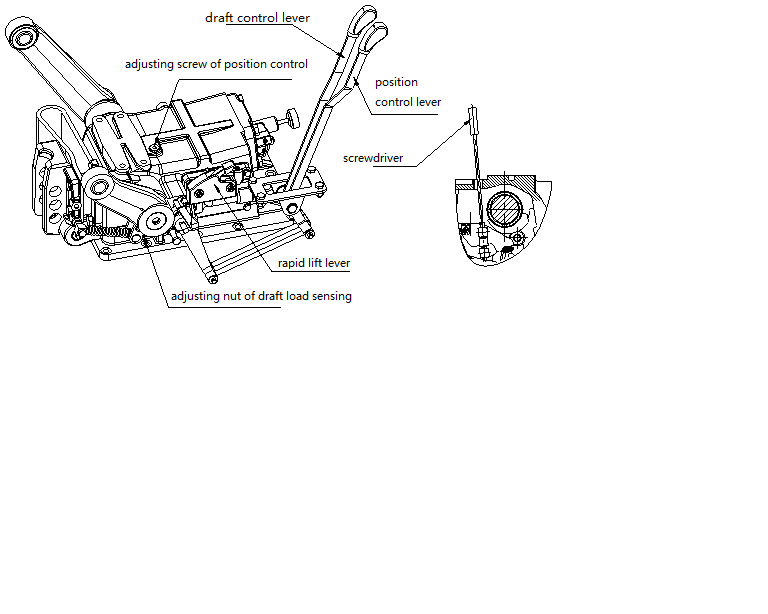 draft control lever
adjusting screw of position control
position
control lever
screwdriver
rapid lift lever
adjusting nut of draft load sensing